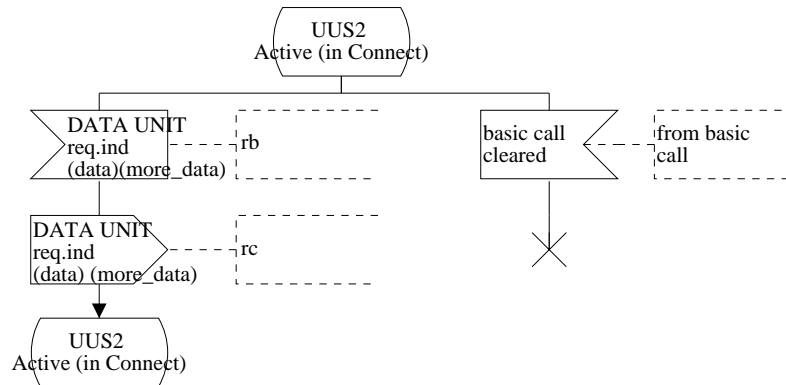 UUS2
Active (in Connect)
DATA UNIT
req.ind
(data)(more_data)
rb
basic call
cleared
from basic
call
DATA UNIT
req.ind
(data) (more_data)
rc
UUS2
Active (in Connect)